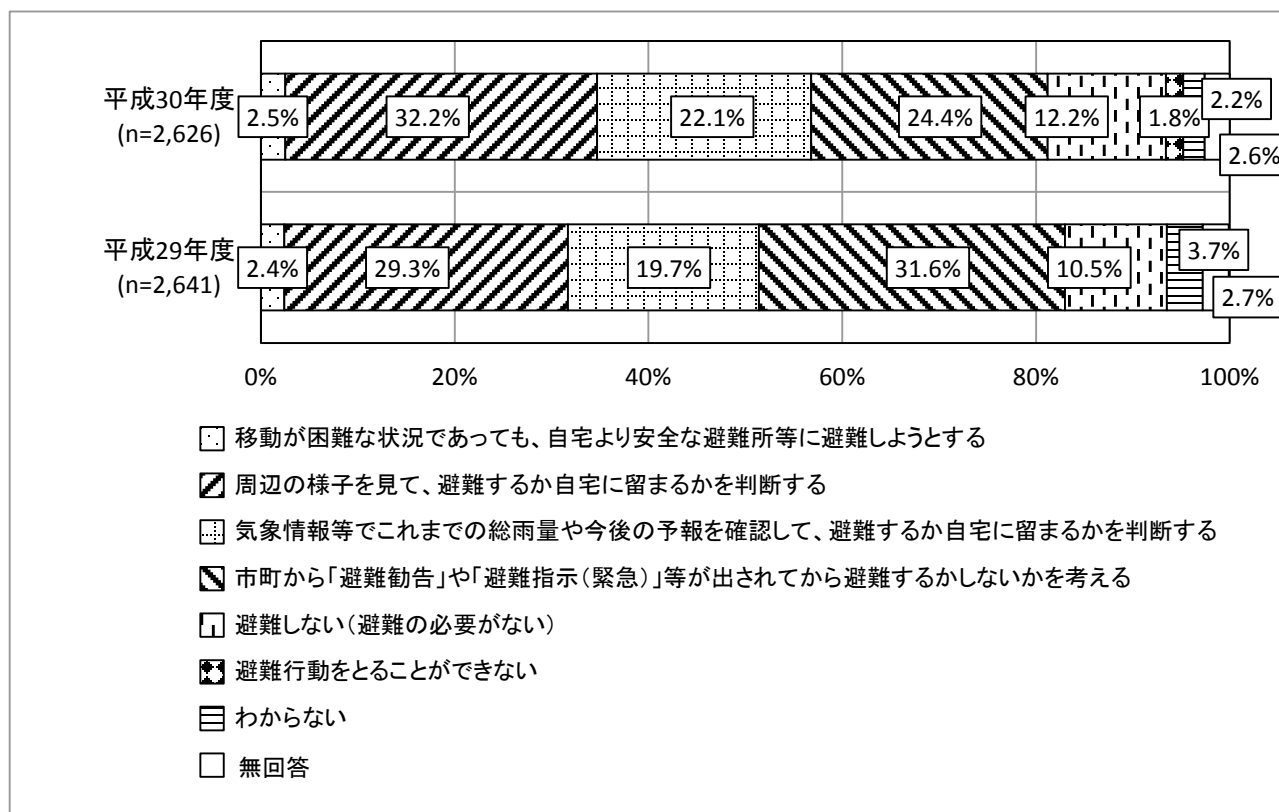 平成30年度
(n=2,626)
2.5%
32.2%
22.1%
24.4%
12.2%
1.8%
2.2%
2.6%
平成29年度
(n=2,641)
2.4%
29.3%
19.7%
31.6%
10.5%
3.7%
2.7%
0%
20%
40%
60%
80%
100%
移動が困難な状況であっても、自宅より安全な避難所等に避難しようとする
周辺の様子を見て、避難するか自宅に留まるかを判断する
気象情報等でこれまでの総雨量や今後の予報を確認して、避難するか自宅に留まるかを判断する
市町から「避難勧告」や「避難指示(緊急)」等が出されてから避難するかしないかを考える
避難しない(避難の必要がない)
避難行動をとることができない
わからない
無回答